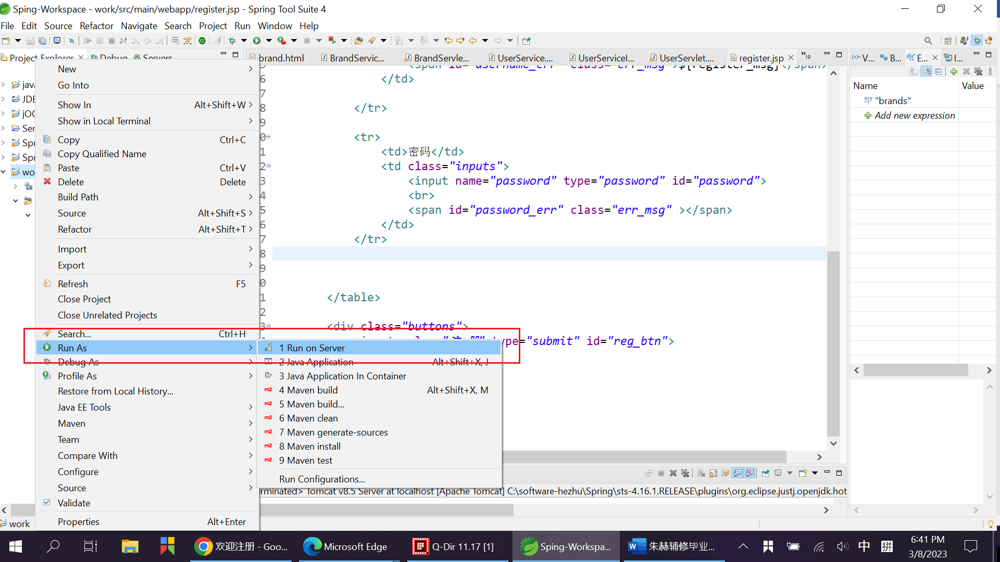 Sping-Workspace - work/src/main/webapp/register.jsp - Spring Tool Suite 4
File Edit Source Refactor Navigate Search Project Run Window Help
Project Explorer Debug Servers
brand.html BrandServic... BrandServle... UserService.... UserServiceI... UserServlet.... register.jsp 19
V... B... E... I...
New
Go Into
Show In Alt+Shift+W
Show in Local Terminal
Copy Ctrl+C
Copy Qualified Name
Paste Ctrl+V
Delete Delete
Build Path
Source Alt+Shift+S
Refactor Alt+Shift+T
Import
Export
Refresh F5
Close Project
Close Unrelated Projects
Search... Ctrl+H
Run As
Debug As
Profile As
Restore from Local History...
Java EE Tools
Maven
Team
Compare With
Configure
Source
Validate
Properties Alt+Enter
java
JDB
jOO
Ser
Spr
Spr
wo
1 Run on Server
2 Java Application Alt+Shift+X, J
3 Java Application In Container
4 Maven build Alt+Shift+X, M
5 Maven build...
6 Maven clean
7 Maven generate-sources
8 Maven install
9 Maven test
Run Configurations...
<span id="username_err" class="err_msg">${register_msg}</span>
6 </td>
7
8 </tr>
9
0 <tr>
1 <td>密码</td>
2 <td class="inputs">
3 <input name="password" type="password" id="password">
4 <br>
5 <span id="password_err" class="err_msg" ></span>
6 </td>
7 </tr>
8
9
0
1 </table>
2
3 <div class="buttons">
type="submit" id="reg_btn">
Name Value
"brands"
Add new expression
erminated> Tomcat v8.5 Server at localhost [Apache Tomcat] C:\software-hezhu\Spring\sts-4.16.1.RELEASE\plugins\org.eclipse.justj.openjdk.hot
work
欢迎注册 - Goo... Microsoft Edge Q-Dir 11.17 [1] Sping-Workspa... 朱赫辅修毕业... 中 拼
6:41 PM
3/8/2023